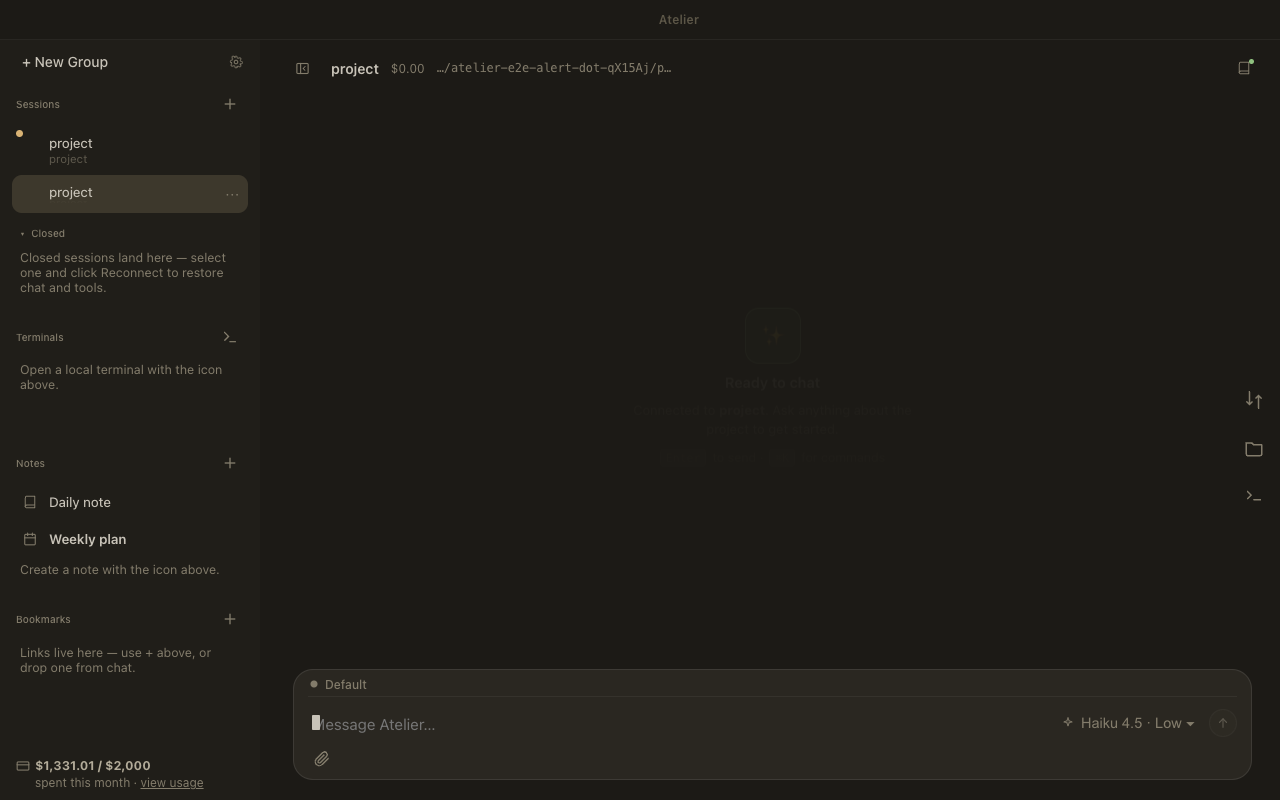 Atelier
+ New Group
Sessions
project
project
project
Closed
Closed sessions land here — select
one and click Reconnect to restore
chat and tools.
Terminals
Open a local terminal with the icon
above.
Notes
Daily note
Weekly plan
Create a note with the icon above.
Bookmarks
Links live here — use + above, or
drop one from chat.
$1,331.01 / $2,000
spent this month · view usage
project $0.00 …/atelier-e2e-alert-dot-qX15Aj/p…
Ready to chat
Default
Message Atelier...
Haiku 4.5 · Low